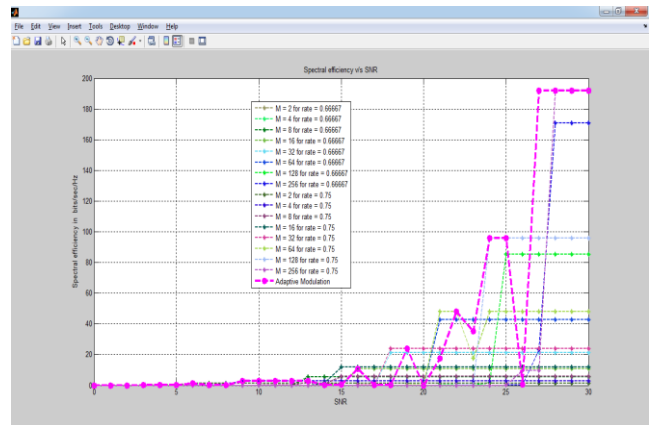 File Edit View Insert Tools Desktop Window Help
Spectral efficiency v/s SNR
200
180
160
140
120
100
80
60
40
20
0
Spectral efficiency in bits/sec/Hz
M = 2 for rate = 0.66667
M = 4 for rate = 0.66667
M = 8 for rate = 0.66667
M = 16 for rate = 0.66667
M = 32 for rate = 0.66667
M = 64 for rate = 0.66667
M = 128 for rate = 0.66667
M = 256 for rate = 0.66667
M = 2 for rate = 0.75
M = 4 for rate = 0.75
M = 8 for rate = 0.75
M = 16 for rate = 0.75
M = 32 for rate = 0.75
M = 64 for rate = 0.75
M = 128 for rate = 0.75
M = 256 for rate = 0.75
Adaptive Modulation
0 5 10 15 20 25 30
SNR